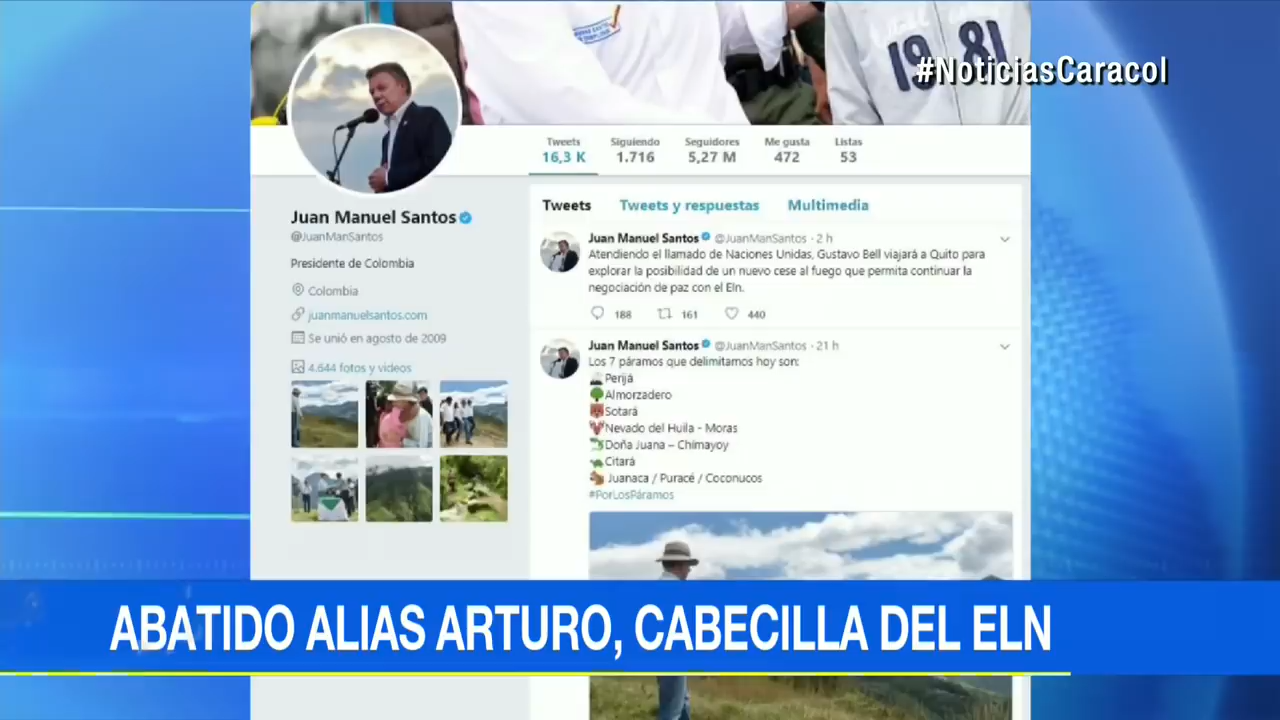 1981
#NoticiasCaracol
Tweets Siguiendo Seguidores Me gusta Listas
16,3 K 1.716 5,27 M 472 53
Juan Manuel Santos
@JuanManSantos
Presidente de Colombia
Colombia
juanmanuelsantos.com
Se unió en agosto de 2009
4.644 fotos y videos
Tweets Tweets y respuestas Multimedia
Juan Manuel Santos @JuanManSantos · 2 h
Atendiendo el llamado de Naciones Unidas, Gustavo Bell viajará a Quito para
explorar la posibilidad de un nuevo cese al fuego que permita continuar la
negociación de paz con el Eln.
188 161 440
Juan Manuel Santos @JuanManSantos · 21 h
Los 7 páramos que delimitamos hoy son:
Perijá
Almorzadero
Sotará
Nevado del Huila - Moras
Doña Juana – Chimayoy
Citará
Juanaca / Puracé / Coconucos
#PorLosPáramos
ABATIDO ALIAS ARTURO, CABECILLA DEL ELN